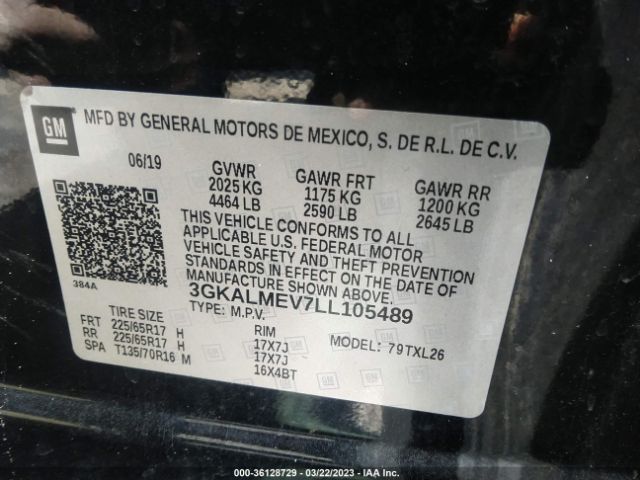 GM
MFD BY GENERAL MOTORS DE MEXICO, S. DE R.L. DE C.V.
06/19
GVWR GAWR FRT GAWR RR
2025 KG 1175 KG 1200 KG
4464 LB 2590 LB 2645 LB
THIS VEHICLE CONFORMS TO ALL
APPLICABLE U.S. FEDERAL MOTOR
VEHICLE SAFETY AND THEFT PREVENTION
STANDARDS IN EFFECT ON THE DATE OF
MANUFACTURE SHOWN ABOVE.
384A
3GKALMEV7LL105489
TYPE: M.P.V.
TIRE SIZE RIM MODEL: 79TXL26
FRT 225/65R17 H 17X7J
RR 225/65R17 H 17X7J
SPA T135/70R16 M 16X4BT
000-36128729 - 03/22/2023 - IAA Inc.